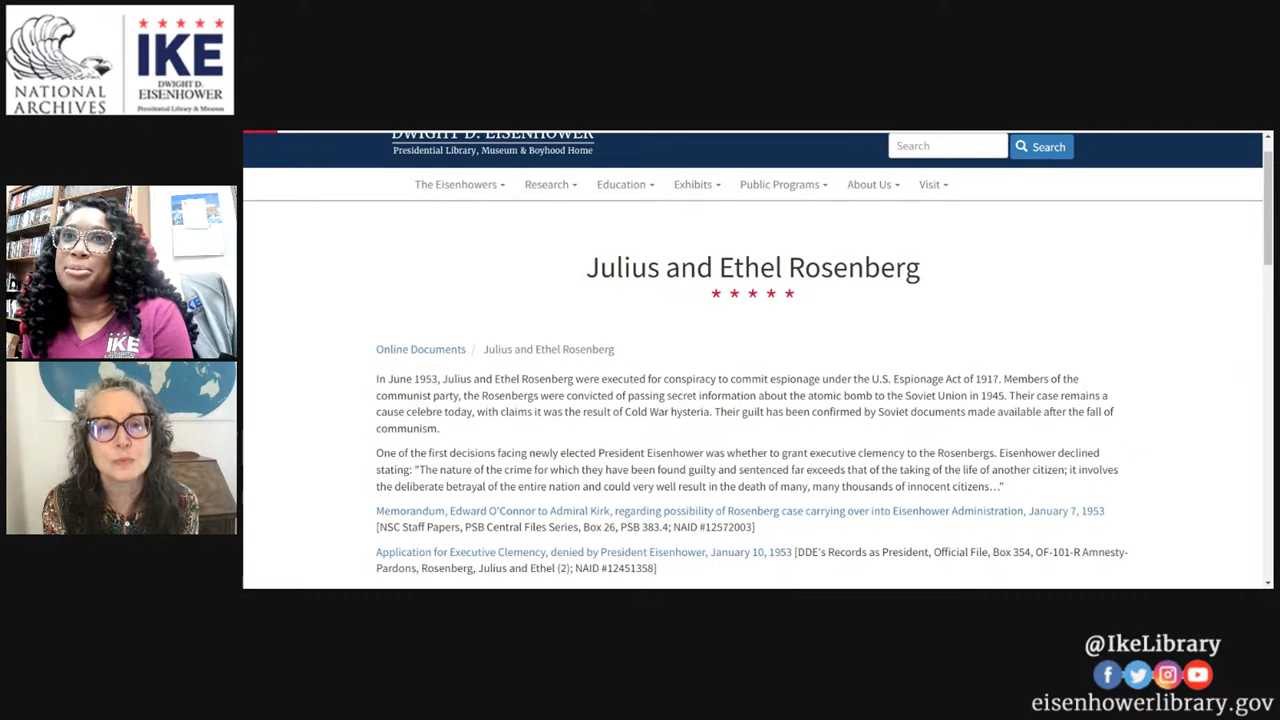 NATIONAL
ARCHIVES
IKE
DWIGHT D.
EISENHOWER
Presidential Library & Museum
DWIGHT D. EISENHOWER
Presidential Library, Museum & Boyhood Home
Search
Search
The Eisenhowers
Research
Education
Exhibits
Public Programs
About Us
Visit
Julius and Ethel Rosenberg
Online Documents / Julius and Ethel Rosenberg
In June 1953, Julius and Ethel Rosenberg were executed for conspiracy to commit espionage under the U.S. Espionage Act of 1917. Members of the
communist party, the Rosenbergs were convicted of passing secret information about the atomic bomb to the Soviet Union in 1945. Their case remains a
cause celebre today, with claims it was the result of Cold War hysteria. Their guilt has been confirmed by Soviet documents made available after the fall of
communism.
One of the first decisions facing newly elected President Eisenhower was whether to grant executive clemency to the Rosenbergs. Eisenhower declined
stating: "The nature of the crime for which they have been found guilty and sentenced far exceeds that of the taking of the life of another citizen; it involves
the deliberate betrayal of the entire nation and could very well result in the death of many, many thousands of innocent citizens…"
Memorandum, Edward O'Connor to Admiral Kirk, regarding possibility of Rosenberg case carrying over into Eisenhower Administration, January 7, 1953
[NSC Staff Papers, PSB Central Files Series, Box 26, PSB 383.4; NAID #12572003]
Application for Executive Clemency, denied by President Eisenhower, January 10, 1953 [DDE's Records as President, Official File, Box 354, OF-101-R Amnesty-
Pardons, Rosenberg, Julius and Ethel (2); NAID #12451358]
IKE
@IkeLibrary
eisenhowerlibrary.gov